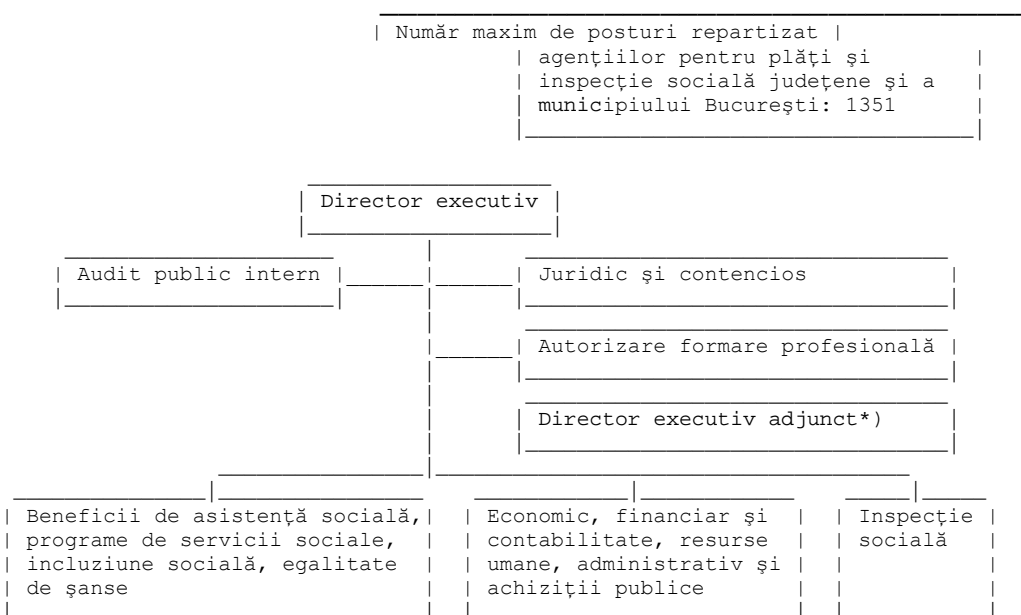 Număr maxim de posturi repartizat
agenţiilor pentru plăţi şi
inspecţie socială judeţene şi a
municipiului Bucureşti: 1351
Director executiv
Audit public intern
Juridic şi contencios
Autorizare formare profesională
Director executiv adjunct*)
Beneficii de asistenţă socială,
programe de servicii sociale,
incluziune socială, egalitate
de şanse
Economic, financiar şi
contabilitate, resurse
umane, administrativ şi
achiziţii publice
Inspecţie
socială